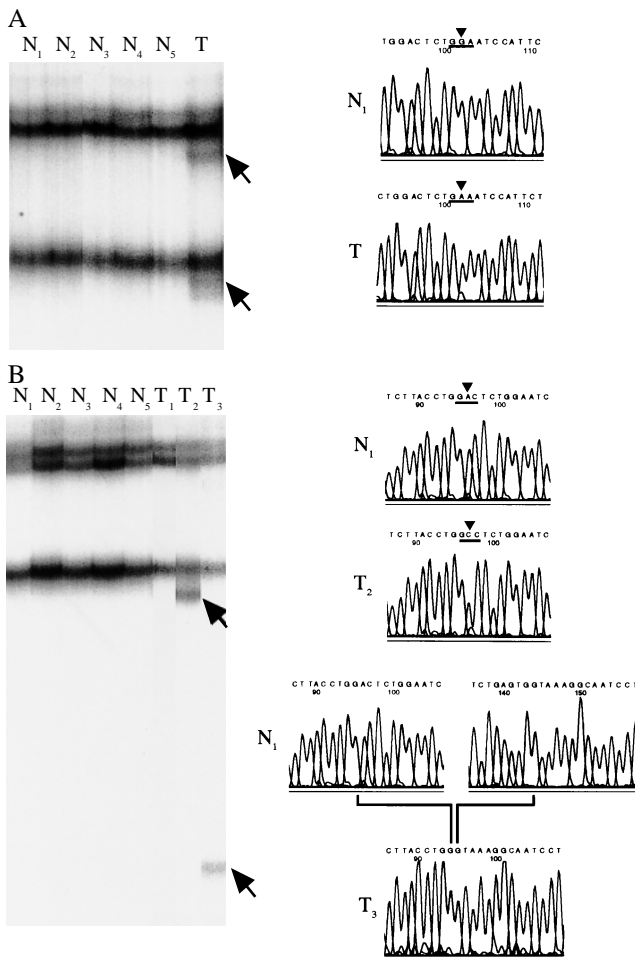 A
N1 N2 N3 N4 N5 T
TGGACTCTGGAATCCATTC
100 110
N1
CTGGACTCTGAAATCCATTCT
100 110
T
B
N1 N2 N3 N4 N5 T1 T2 T3
TCTTACCTGGACTCTGGAATC
90 100
N1
TCTTACCTGGCCTCTGGAATC
90 100
T2
CTTACCTGGACTCTGGAATC
90 100
TCTGAGTGGTAAAGGCAATCCT
140 150
N1
CTTACCTGGGTAAAGGCAATCCT
90 100
T3